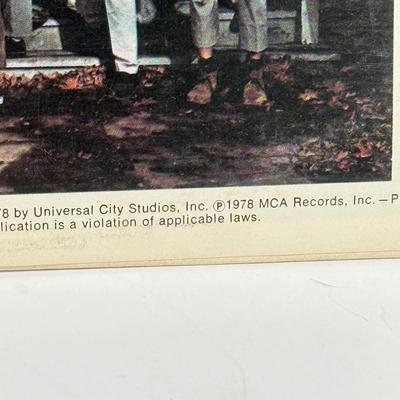 78 by Universal City Studios, Inc. ℗1978 MCA Records, Inc.—P
lication is a violation of applicable laws.